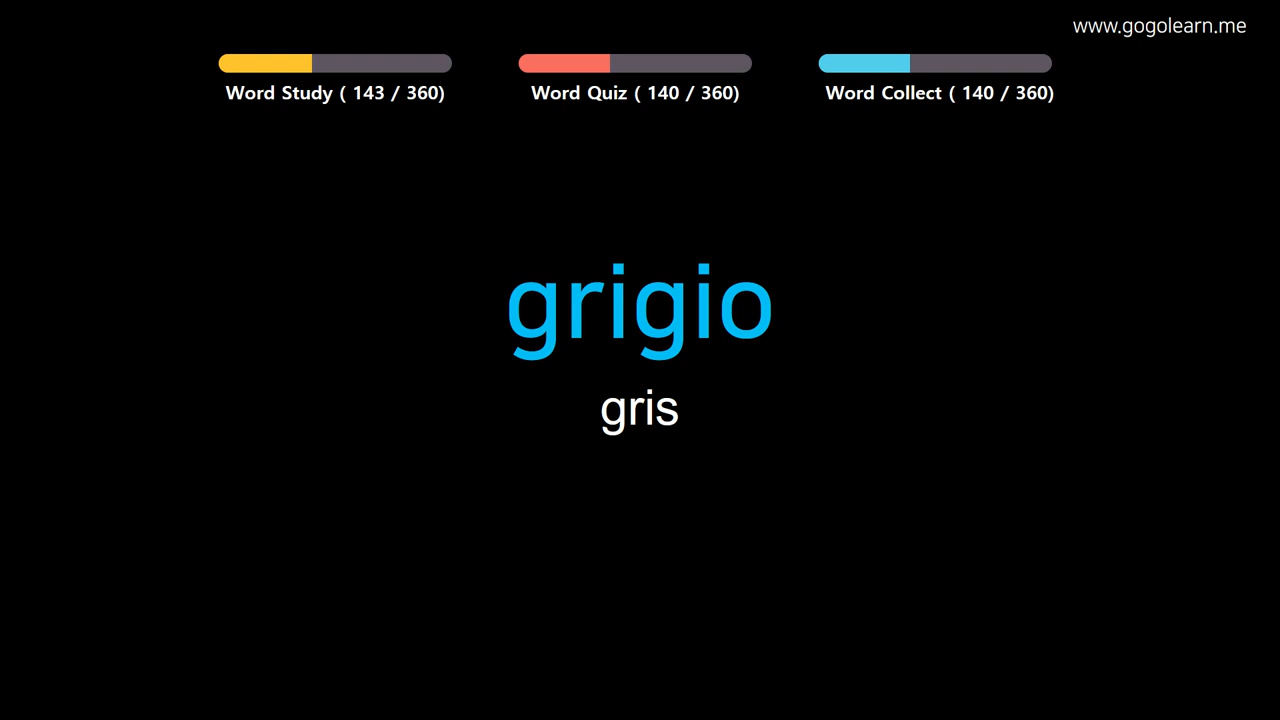 www.gogolearn.me
Word Study ( 143 / 360)
Word Quiz ( 140 / 360)
Word Collect ( 140 / 360)
grigio
gris